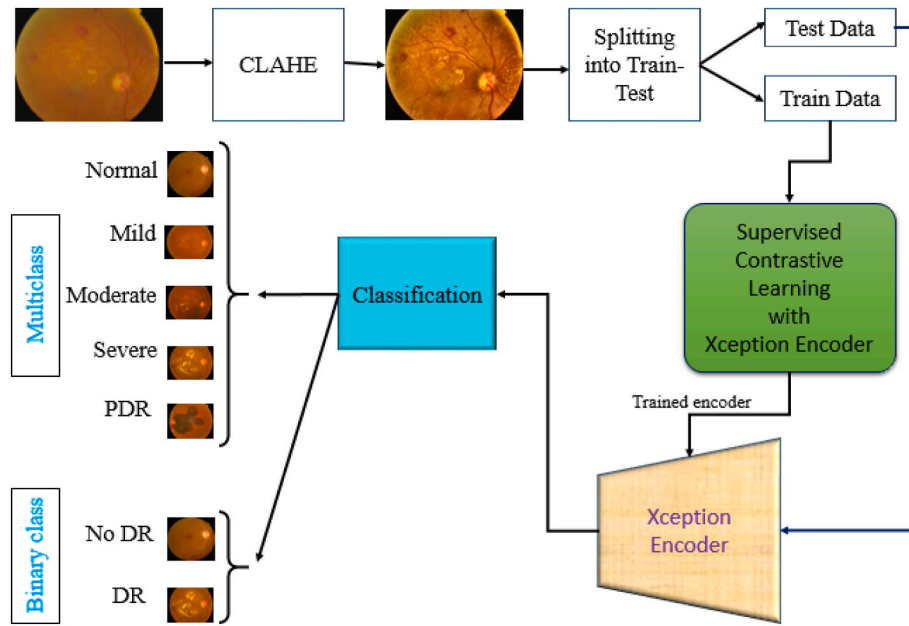 CLAHE
Splitting
into Train-
Test
Test Data
Train Data
Supervised
Contrastive
Learning
with
Xception Encoder
Trained encoder
Xception
Encoder
Classification
Multiclass
Normal
Mild
Moderate
Severe
PDR
Binary class
No DR
DR